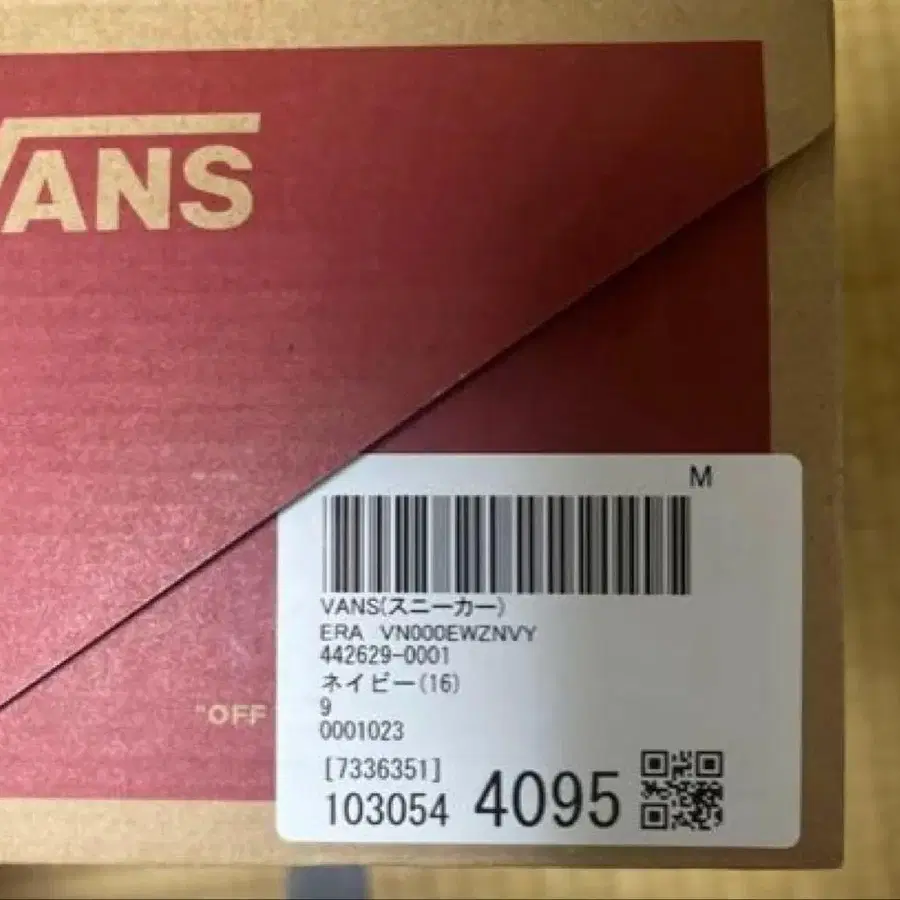 VANS
M
VANS(スニーカー)
ERA VN000EWZNVY
442629-0001
ネイビー(16)
9
0001023
"OFF
[7336351]
103054 4095